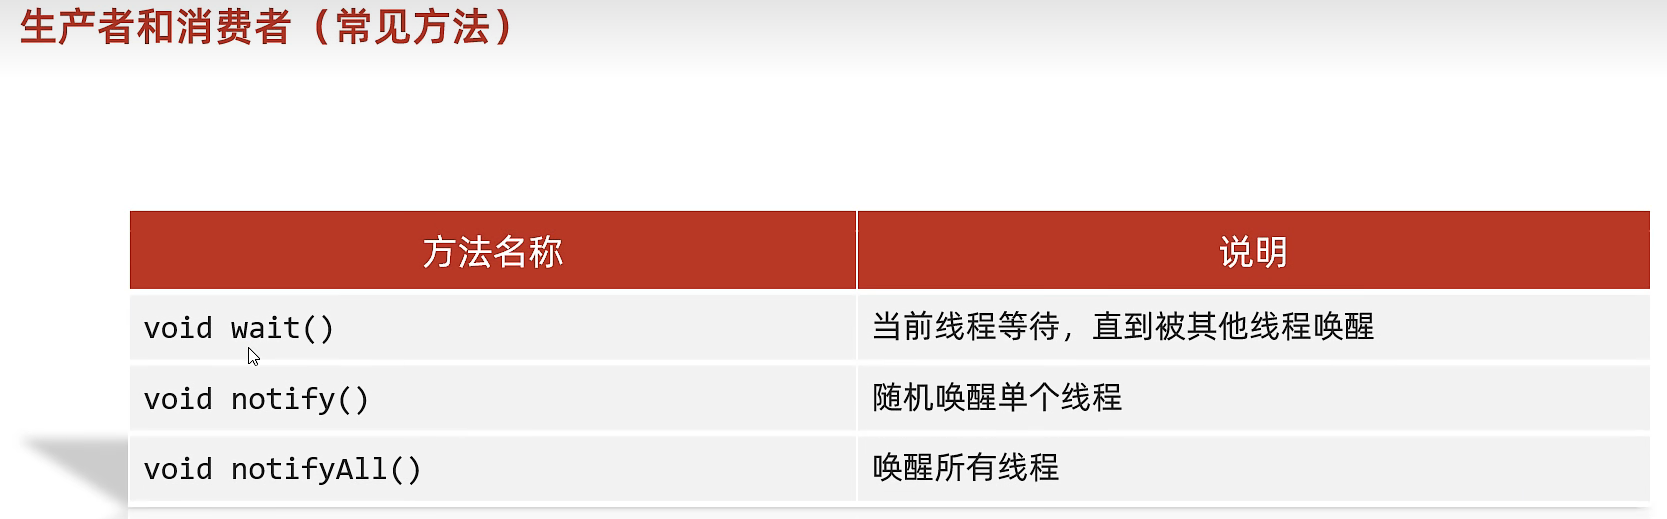 生产者和消费者（常见方法）
方法名称 说明
void wait() 当前线程等待，直到被其他线程唤醒
void notify() 随机唤醒单个线程
void notifyAll() 唤醒所有线程